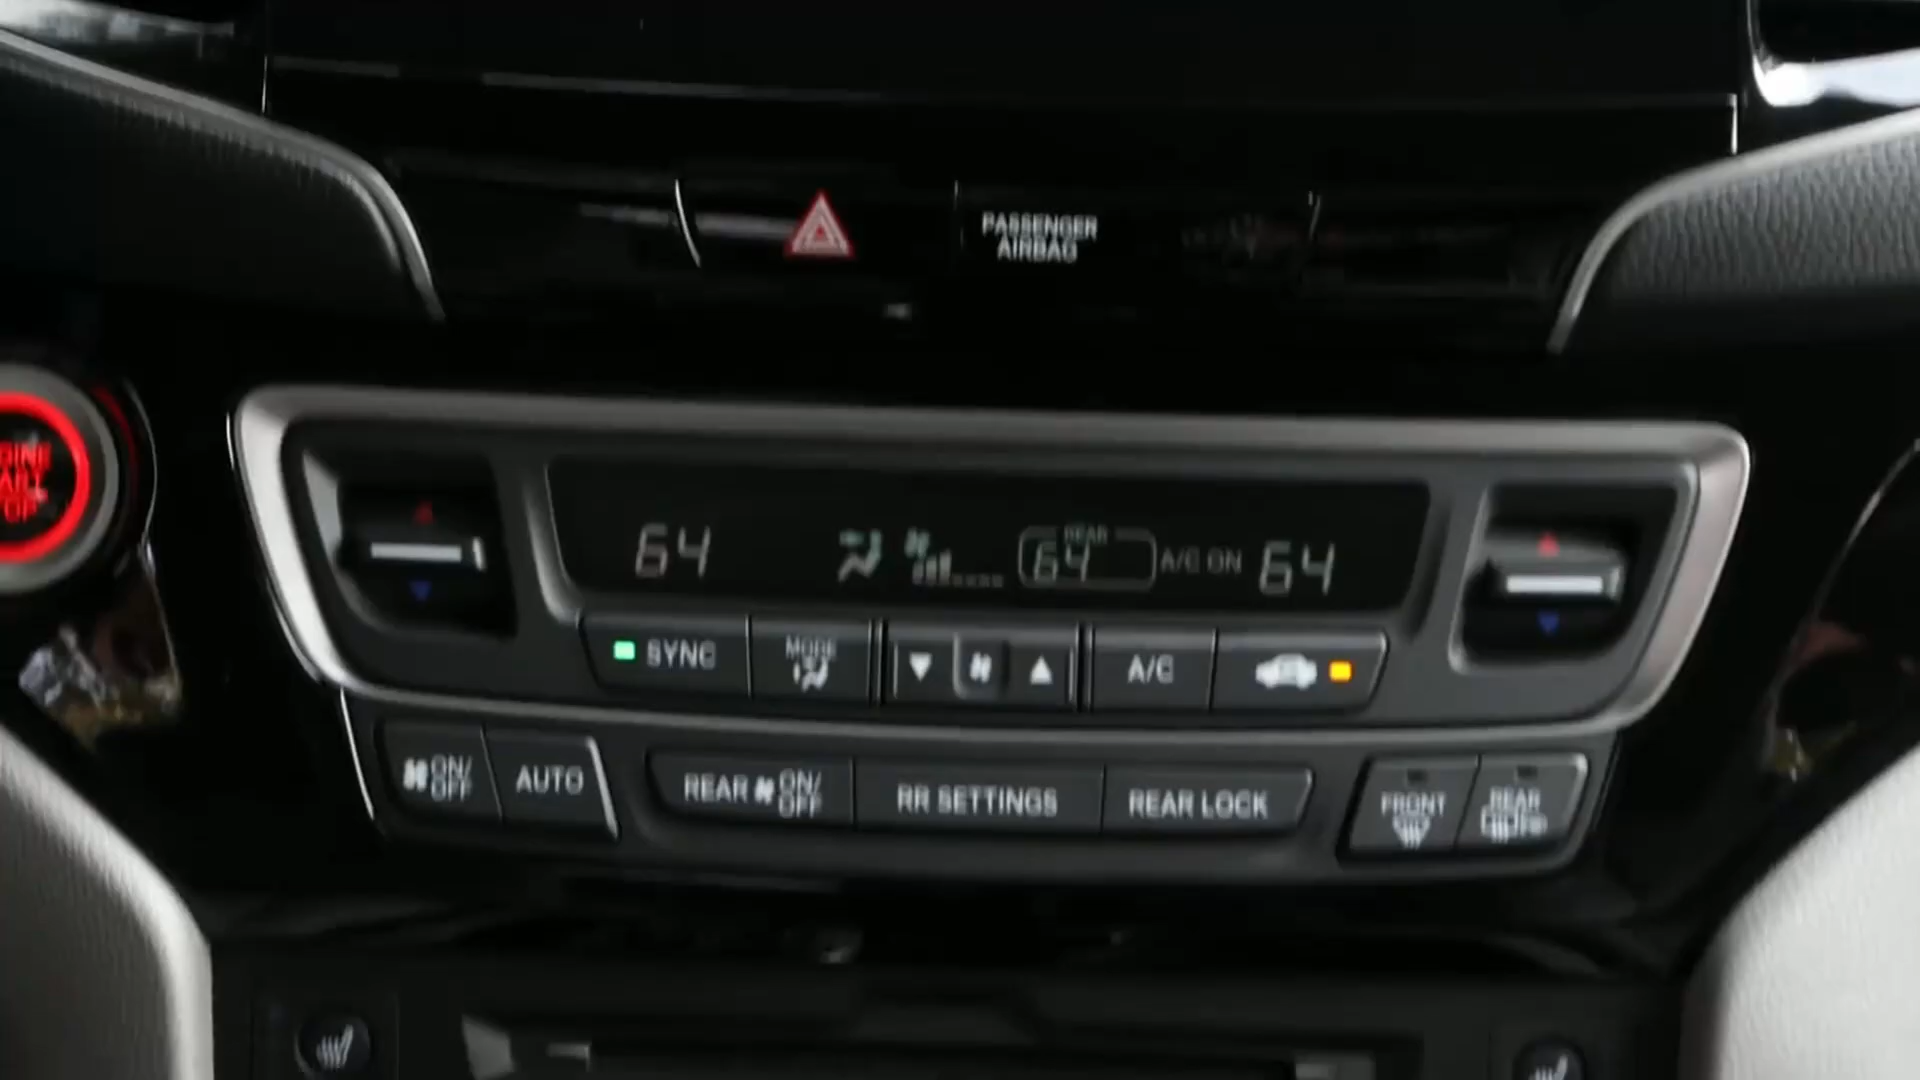 PASSENGER
AIRBAG
64
64
REAR
A/C ON
64
SYNC
MODE
A/C
ON/
OFF
AUTO
REAR
ON/
OFF
RR SETTINGS
REAR LOCK
FRONT
REAR